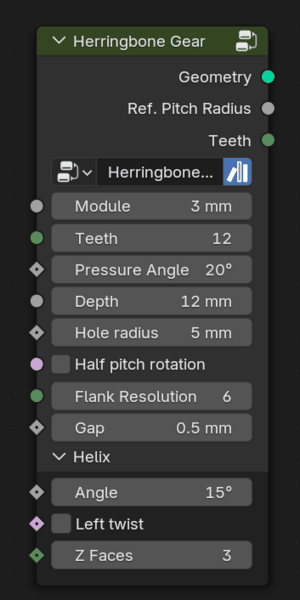 Herringbone Gear
Geometry
Ref. Pitch Radius
Teeth
Herringbone...
Module 3 mm
Teeth 12
Pressure Angle 20°
Depth 12 mm
Hole radius 5 mm
Half pitch rotation
Flank Resolution 6
Gap 0.5 mm
Helix
Angle 15°
Left twist
Z Faces 3